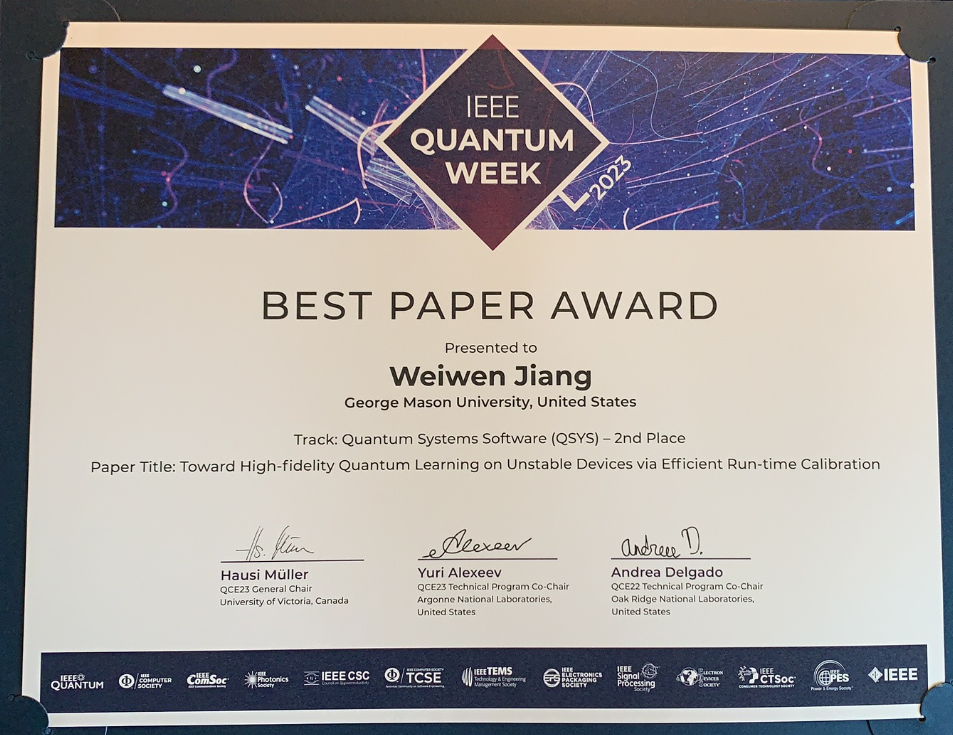 IEEE
QUANTUM
WEEK
2023
BEST PAPER AWARD
Presented to
Weiwen Jiang
George Mason University, United States
Track: Quantum Systems Software (QSYS) – 2nd Place
Paper Title: Toward High-fidelity Quantum Learning on Unstable Devices via Efficient Run-time Calibration
Hausi Müller
QCE23 General Chair
University of Victoria, Canada
Yuri Alexeev
QCE23 Technical Program Co-Chair
Argonne National Laboratories,
United States
Andrea Delgado
QCE22 Technical Program Co-Chair
Oak Ridge National Laboratories,
United States
IEEE
QUANTUM
IEEE
COMPUTER
SOCIETY
IEEE
ComSoc
IEEE
Photonics
Society
IEEE CSC
IEEE COMPUTER SOCIETY
TCSE
IEEE TEMS
Technology & Engineering
Management Society
IEEE
ELECTRONICS
PACKAGING
SOCIETY
IEEE
Signal
Processing
Society
ELECTRON
DEVICES
SOCIETY
IEEE
CTSoc
CONSUMER TECHNOLOGY SOCIETY
IEEE
PES
Power & Energy Society
IEEE